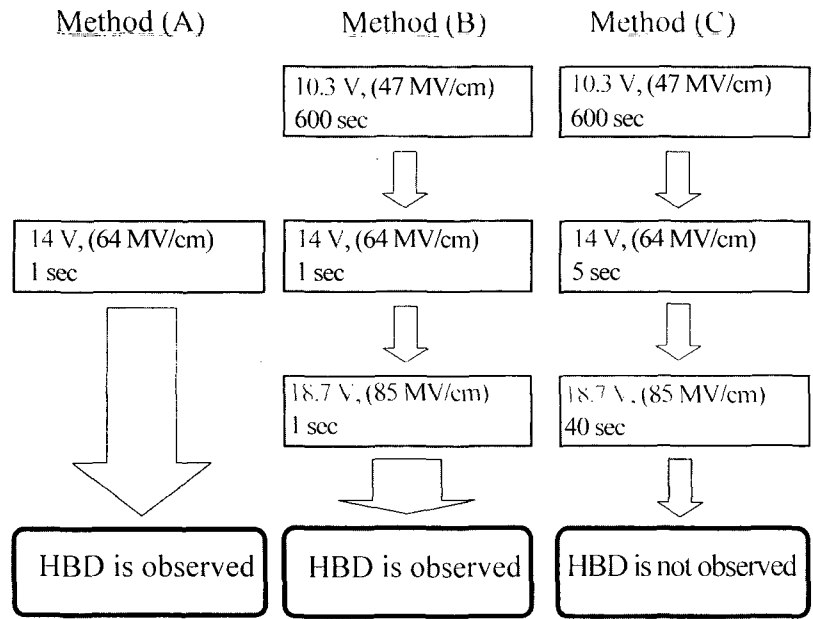 Method (A)
Method (B)
Method (C)
10.3 V, (47 MV/cm)
600 sec
10.3 V, (47 MV/cm)
600 sec
14 V, (64 MV/cm)
1 sec
14 V, (64 MV/cm)
1 sec
14 V, (64 MV/cm)
5 sec
18.7 V, (85 MV/cm)
1 sec
18.7 V, (85 MV/cm)
40 sec
HBD is observed
HBD is observed
HBD is not observed